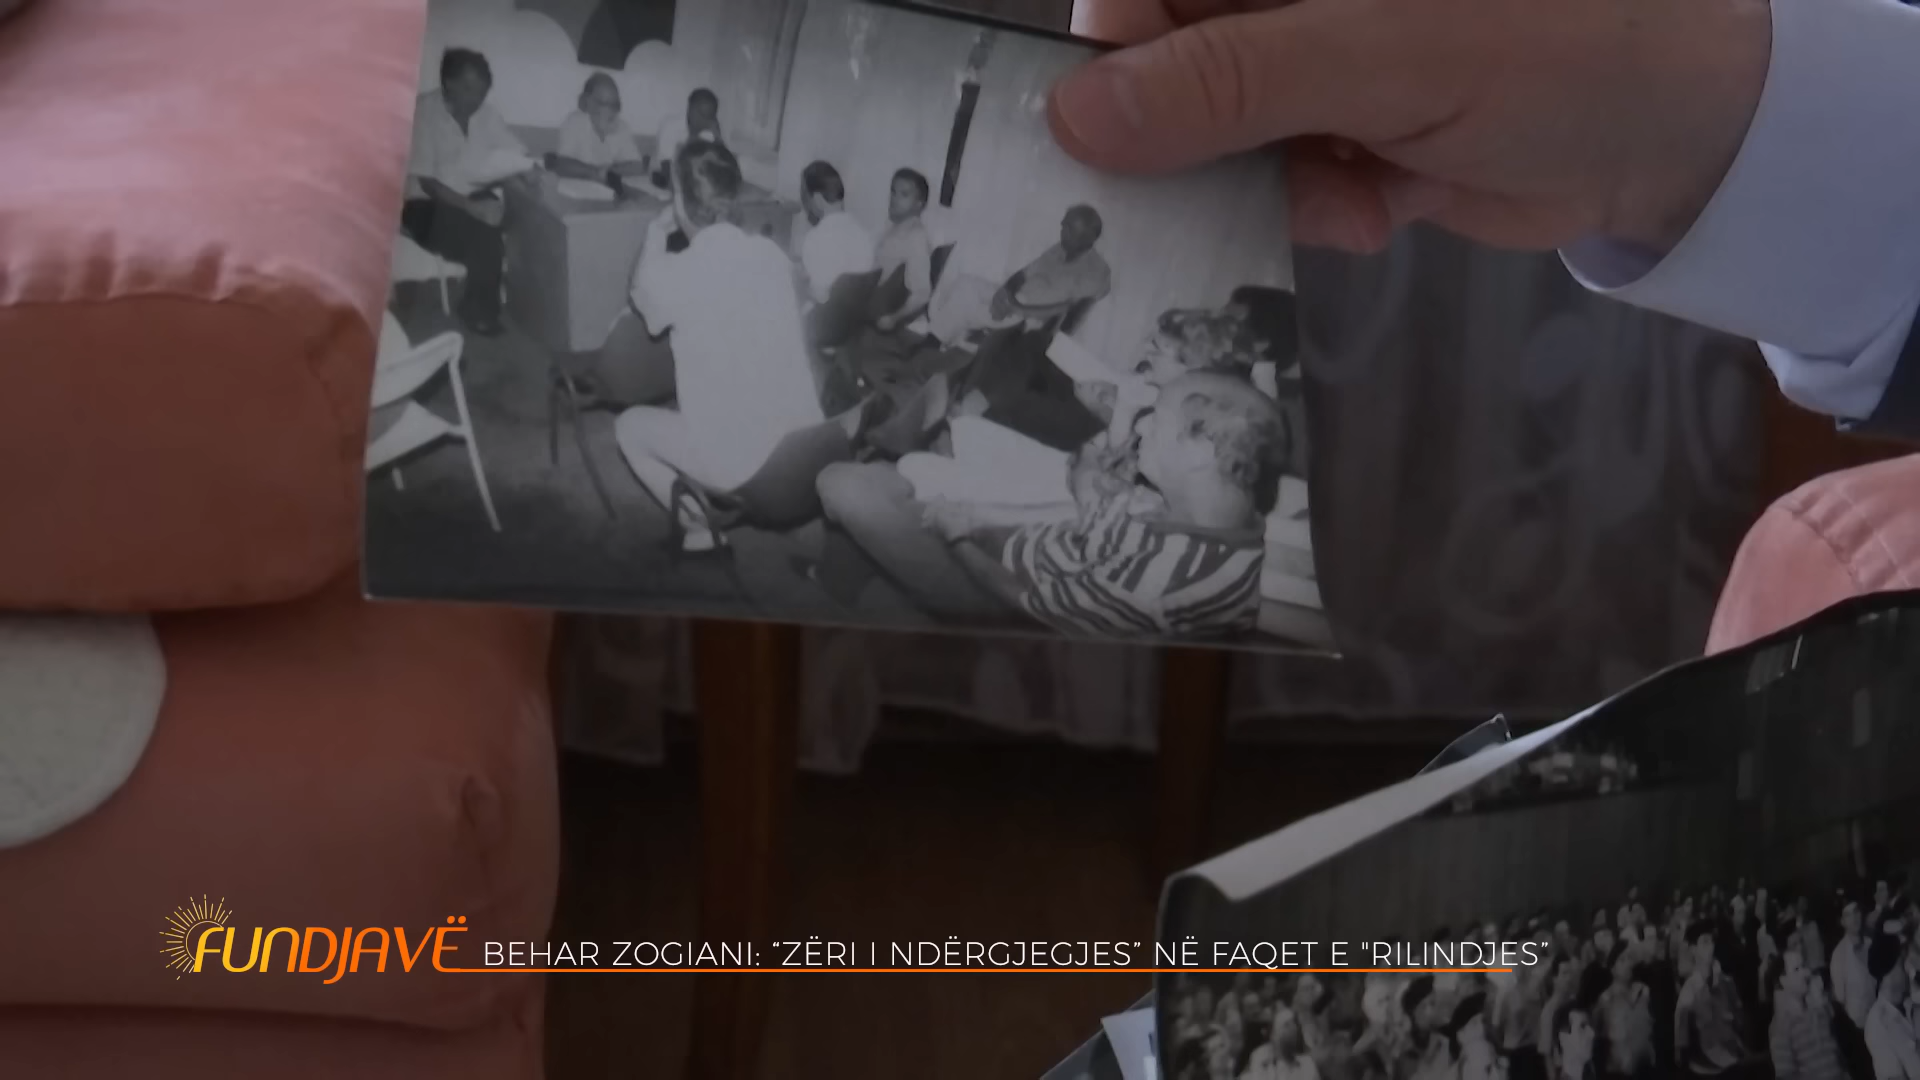 FUNDJAVË BEHAR ZOGIANI: “ZËRI I NDËRGJEGJES” NË FAQET E "RILINDJES”